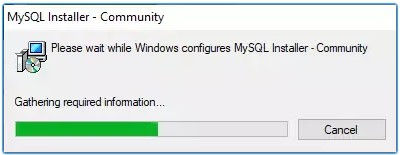 MySQL Installer - Community
Please wait while Windows configures MySQL Installer - Community
Gathering required information...
Cancel